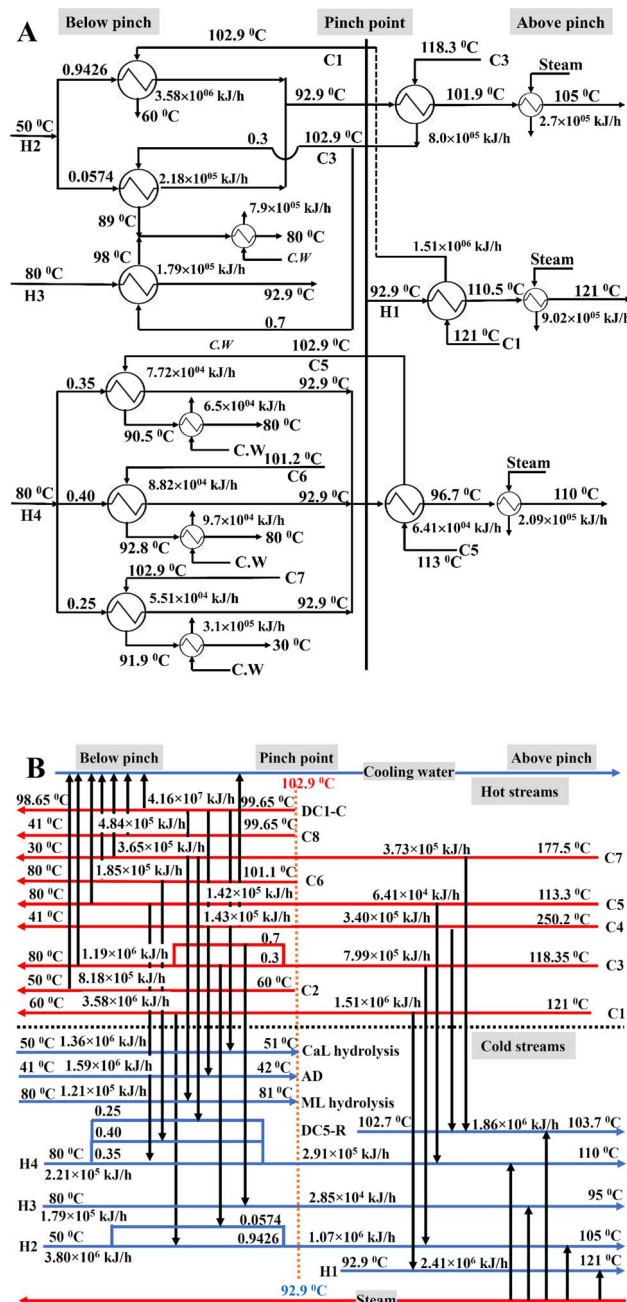 A
Below pinch Pinch point Above pinch
102.9 ⁰C 118.3 ⁰C
C1 C3 Steam
0.9426
3.58×10⁰⁶ kJ/h 92.9 ⁰C 101.9 ⁰C 105 ⁰C
50 ⁰C 60 ⁰C
H2 0.3 102.9 ⁰C 8.0×10⁰⁵ kJ/h 2.7×10⁰⁵ kJ/h
C3
0.0574 2.18×10⁰⁵ kJ/h
89 ⁰C 7.9×10⁰⁵ kJ/h
80 ⁰C 1.51×10⁰⁶ kJ/h
98 ⁰C C.W Steam
80 ⁰C 1.79×10⁰⁵ kJ/h
H3 92.9 ⁰C 92.9 ⁰C 110.5 ⁰C 121 ⁰C
H1
0.7 9.02×10⁰⁵ kJ/h
121 ⁰C C1
C.W 102.9 ⁰C
C5
7.72×10⁰⁴ kJ/h
0.35 92.9 ⁰C
6.5×10⁰⁴ kJ/h
80 ⁰C
90.5 ⁰C
C.W
101.2 ⁰C
C6 Steam
80 ⁰C 8.82×10⁰⁴ kJ/h
H4 0.40 92.9 ⁰C 96.7 ⁰C 110 ⁰C
9.7×10⁰⁴ kJ/h 6.41×10⁰⁴ kJ/h 2.09×10⁰⁵ kJ/h
80 ⁰C
92.8 ⁰C C5
C.W 113 ⁰C
102.9 ⁰C C7
5.51×10⁰⁴ kJ/h
0.25 92.9 ⁰C
3.1×10⁰⁵ kJ/h
30 ⁰C
91.9 ⁰C
C.W
B
Below pinch Pinch point Above pinch
Cooling water
102.9 ⁰C Hot streams
98.65 ⁰C 4.16×10⁷ kJ/h 99.65 ⁰C
DC1-C
41 ⁰C 4.84×10⁵ kJ/h 99.65 ⁰C
C8
30 ⁰C 3.65×10⁵ kJ/h 3.73×10⁵ kJ/h 177.5 ⁰C
C7
80 ⁰C 1.85×10⁵ kJ/h 101.1 ⁰C
C6
80 ⁰C 1.42×10⁵ kJ/h 6.41×10⁴ kJ/h 113.3 ⁰C
C5
41 ⁰C 1.43×10⁵ kJ/h 3.40×10⁵ kJ/h 250.2 ⁰C
C4
0.7
80 ⁰C 1.19×10⁶ kJ/h 0.3 7.99×10⁵ kJ/h 118.35 ⁰C
C3
50 ⁰C 8.18×10⁵ kJ/h 60 ⁰C
C2
60 ⁰C 3.58×10⁶ kJ/h 1.51×10⁶ kJ/h 121 ⁰C
C1
50 ⁰C 1.36×10⁶ kJ/h 51 ⁰C Cold streams
CaL hydrolysis
41 ⁰C 1.59×10⁶ kJ/h 42 ⁰C
AD
80 ⁰C 1.21×10⁵ kJ/h 81 ⁰C
ML hydrolysis
0.25
DC5-R 102.7 ⁰C 1.86×10⁶ kJ/h 103.7 ⁰C
0.40
H4 80 ⁰C 0.35 2.91×10⁵ kJ/h 110 ⁰C
2.21×10⁵ kJ/h
H3 80 ⁰C 2.85×10⁴ kJ/h 95 ⁰C
1.79×10⁵ kJ/h
0.0574
H2 50 ⁰C 0.9426 1.07×10⁶ kJ/h 105 ⁰C
3.80×10⁶ kJ/h
H1 92.9 ⁰C 2.41×10⁶ kJ/h 121 ⁰C
92.9 ⁰C
Steam